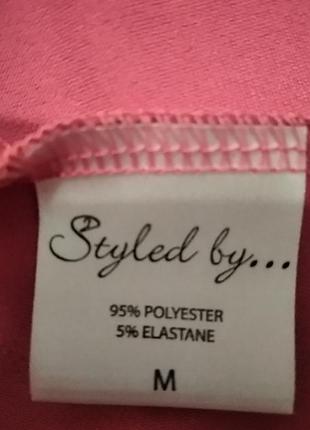 Styled by...
95% POLYESTER
5% ELASTANE
M